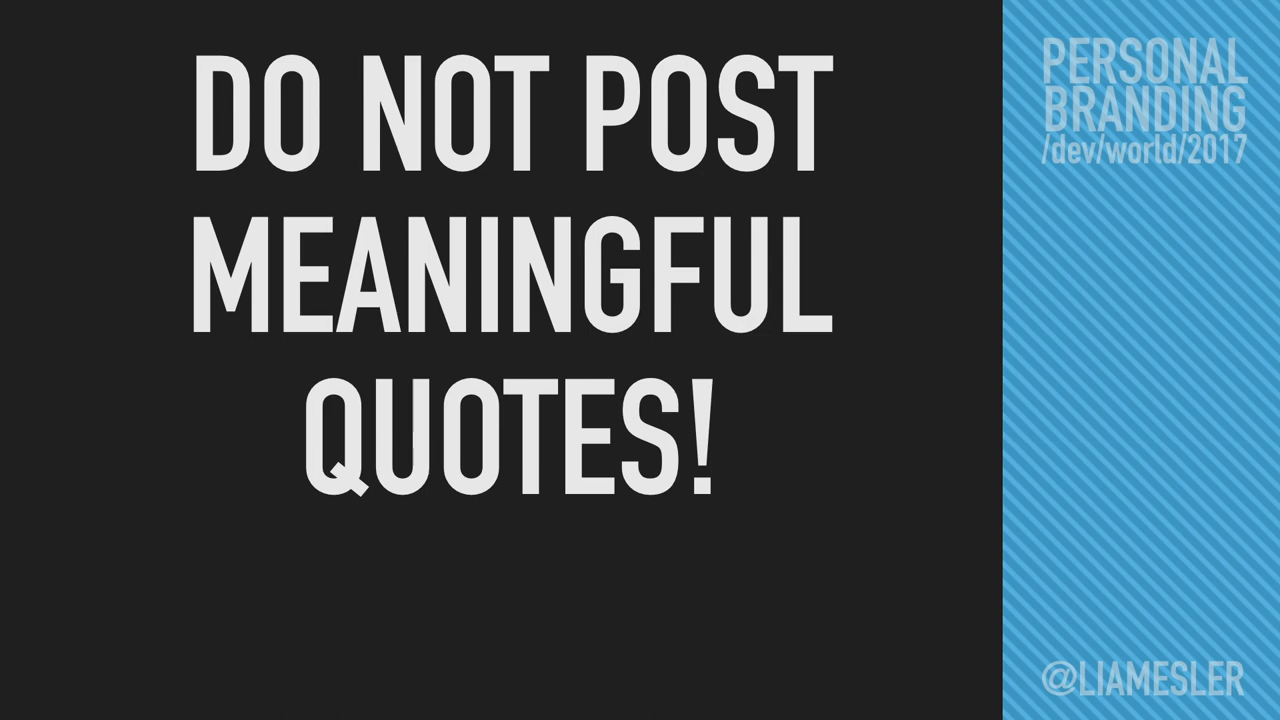 DO NOT POST
MEANINGFUL
QUOTES!
PERSONAL
BRANDING
/dev/world/2017
@LIAMESLER